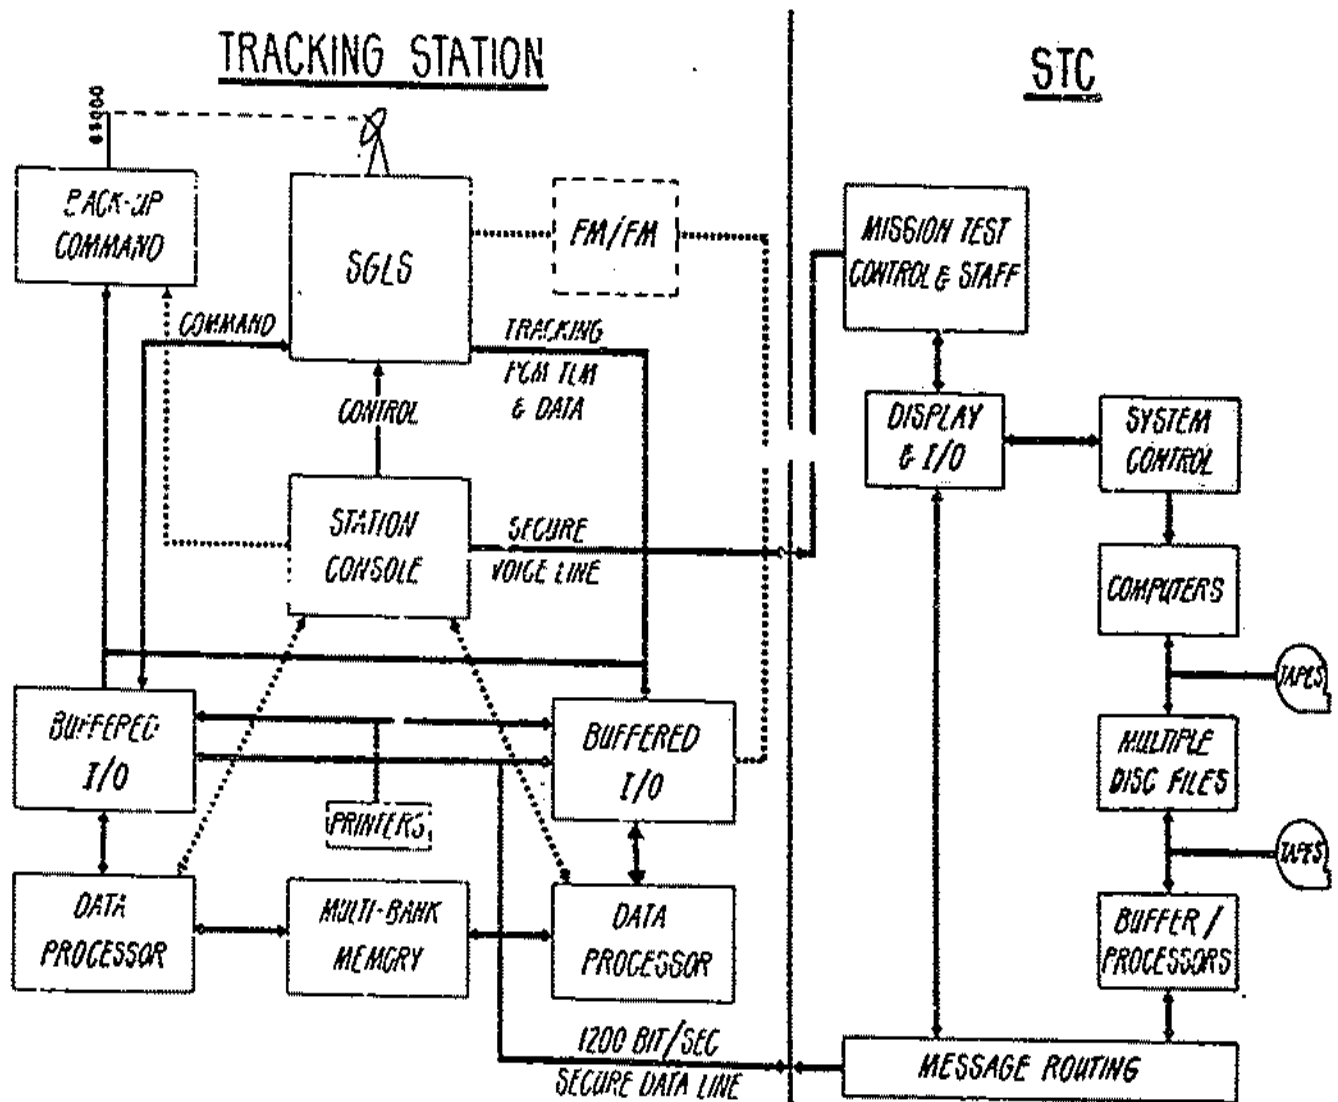 TRACKING STATION
STC
BACK-UP
COMMAND
SGLS
FM/FM
MISSION TEST
CONTROL & STAFF
COMMAND
TRACKING
PCM TLM
& DATA
CONTROL
DISPLAY
& I/O
SYSTEM
CONTROL
STATION
CONSOLE
SECURE
VOICE LINE
COMPUTERS
TAPES
BUFFERED
I/O
BUFFERED
I/O
MULTIPLE
DISC FILES
PRINTERS
TAPES
DATA
PROCESSOR
MULTI-BANK
MEMORY
DATA
PROCESSOR
BUFFER/
PROCESSORS
1200 BIT/SEC
SECURE DATA LINE
MESSAGE ROUTING